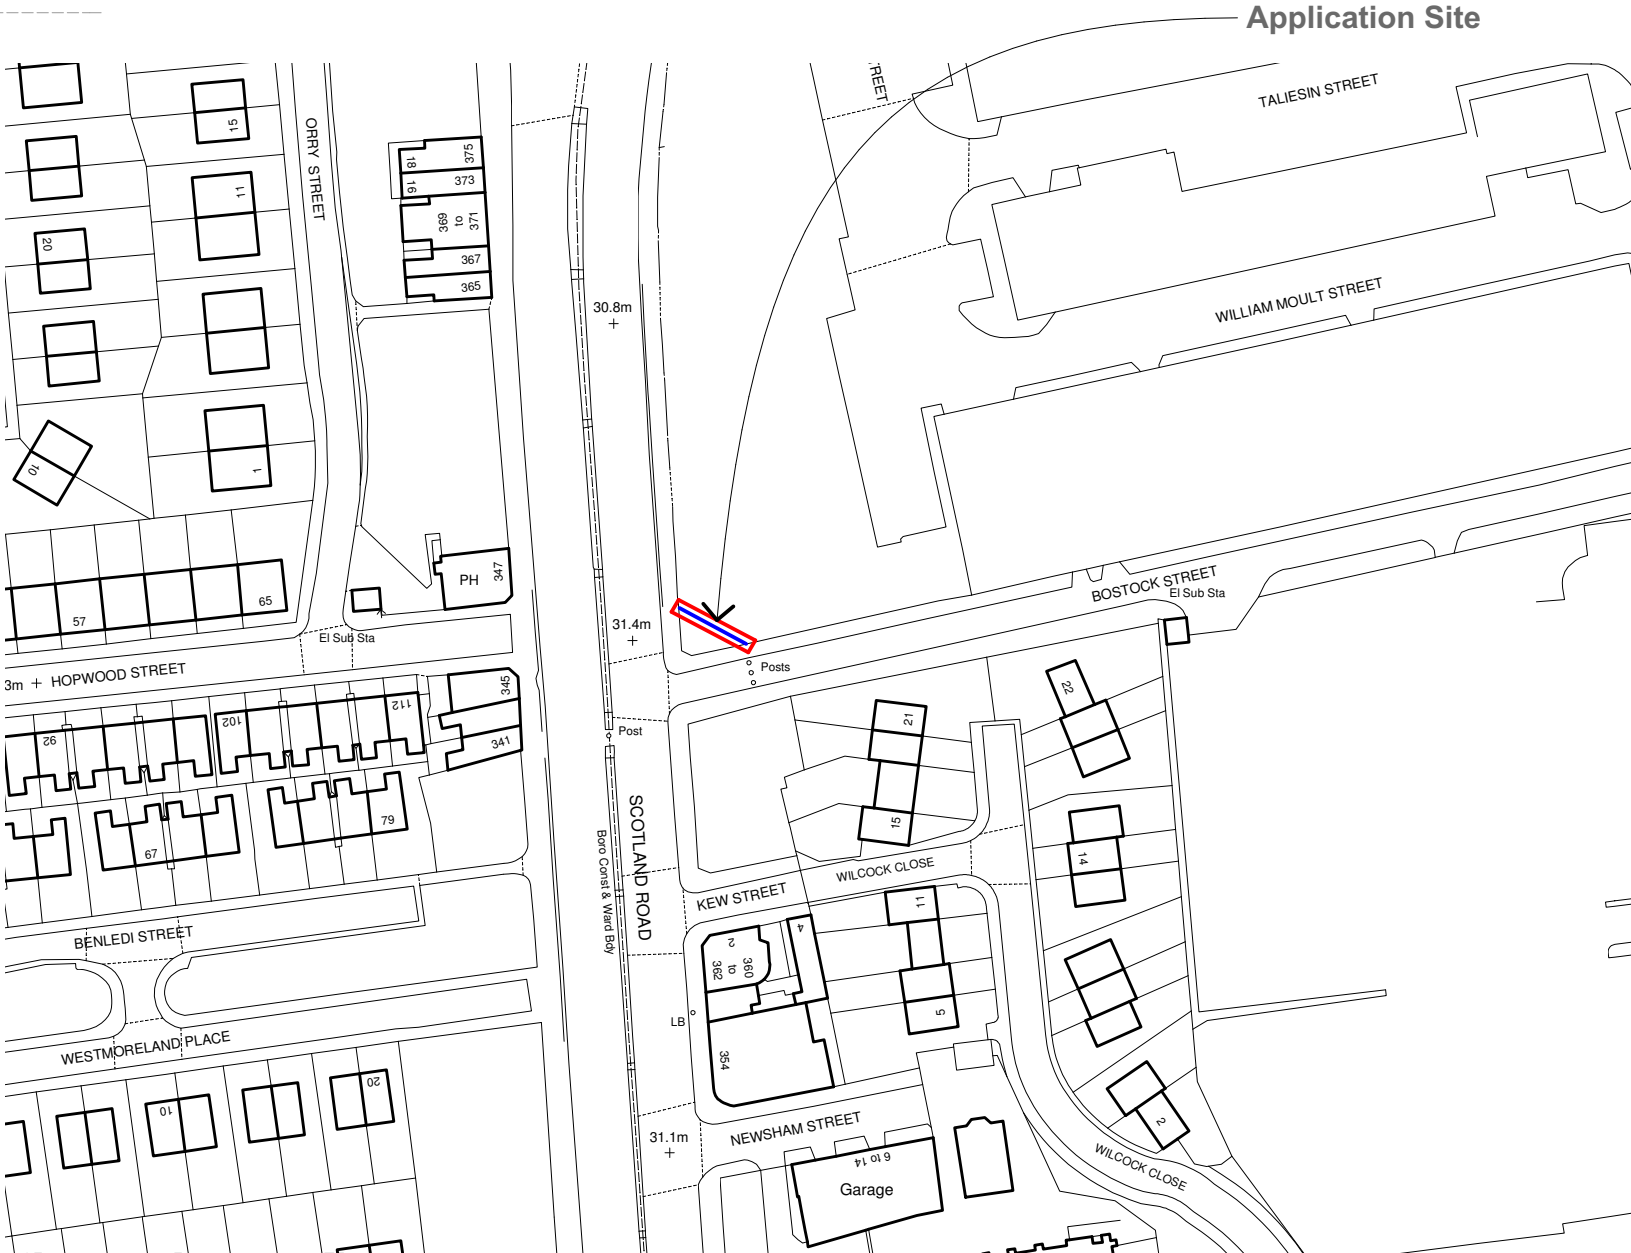 Application Site
TREET
TALIESIN STREET
15
ORRY STREET
18
375
16
373
11
369
to
371
20
367
365
WILLIAM MOULT STREET
30.8m
10
1
PH
347
BOSTOCK STREET
El Sub Sta
65
57
31.4m
El Sub Sta
Posts
3m
HOPWOOD STREET
345
22
112
102
92
341
Post
21
SCOTLAND ROAD
15
79
67
14
Boro Const & Ward Bdy
WILCOCK CLOSE
KEW STREET
11
4
BENLEDI STREET
2
362
to
360
5
LB
WESTMORELAND PLACE
354
20
10
NEWSHAM STREET
2
31.1m
6 to 14
Garage
WILCOCK CLOSE